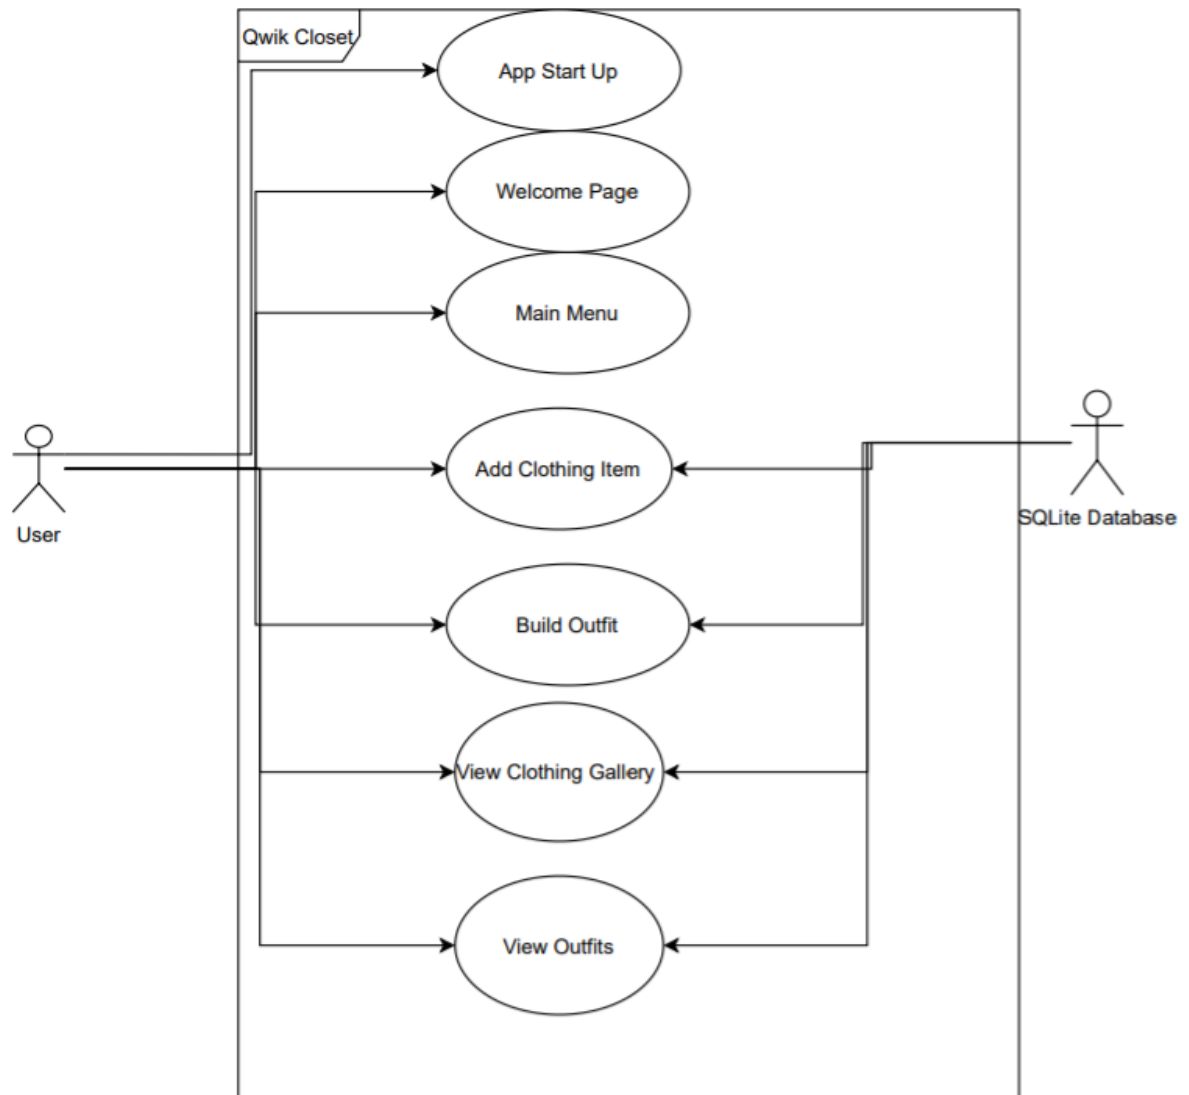 Qwik Closet
App Start Up
Welcome Page
Main Menu
Add Clothing Item
User
SQLite Database
Build Outfit
View Clothing Gallery
View Outfits